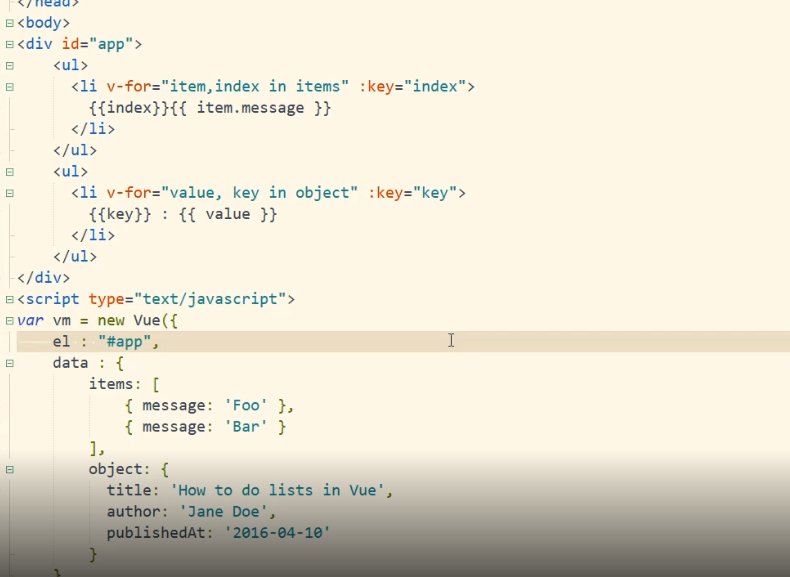 </head>
<body>
<div id="app">
<ul>
<li v-for="item,index in items" :key="index">
{{index}}{{ item.message }}
</li>
</ul>
<ul>
<li v-for="value, key in object" :key="key">
{{key}} : {{ value }}
</li>
</ul>
</div>
<script type="text/javascript">
var vm = new Vue({
el : "#app",
data : {
items: [
{ message: 'Foo' },
{ message: 'Bar' }
],
object: {
title: 'How to do lists in Vue',
author: 'Jane Doe',
publishedAt: '2016-04-10'
}
}